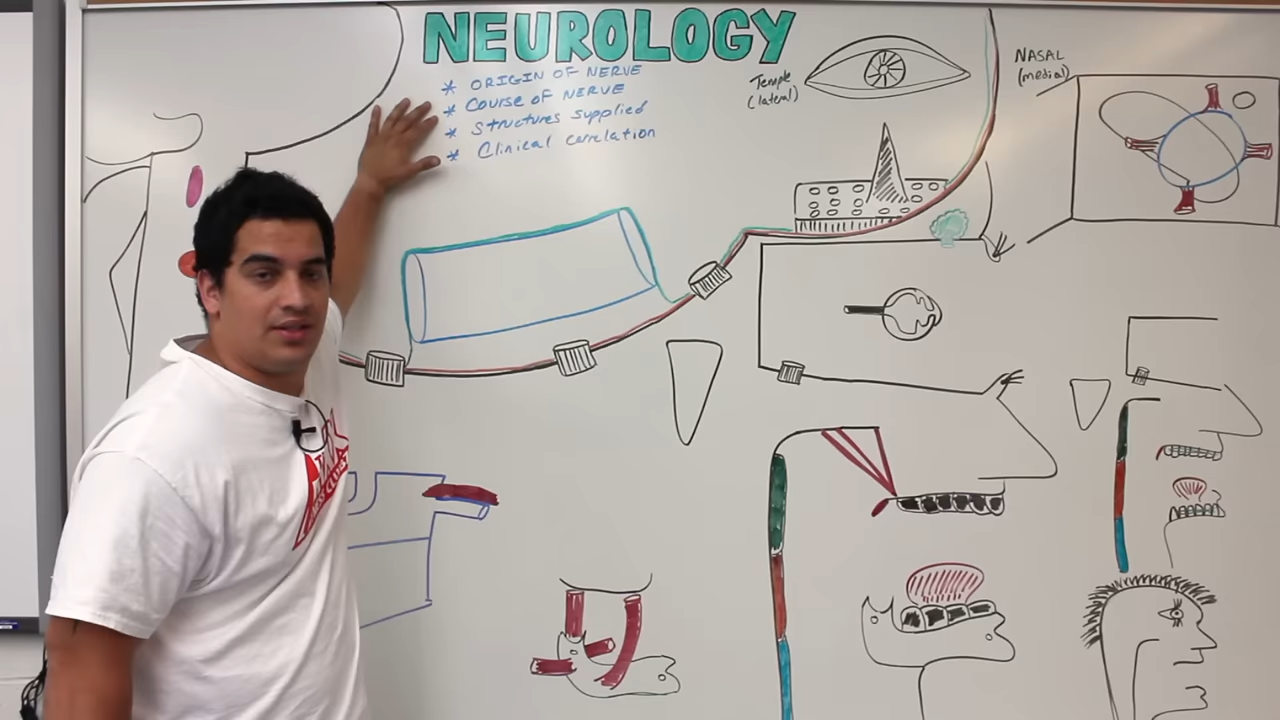 NEUROLOGY
* ORIGIN OF NERVE
* COURSE OF NERVE
* Structures supplied
* Clinical correlation
Temple
(lateral)
NASAL
(medial)